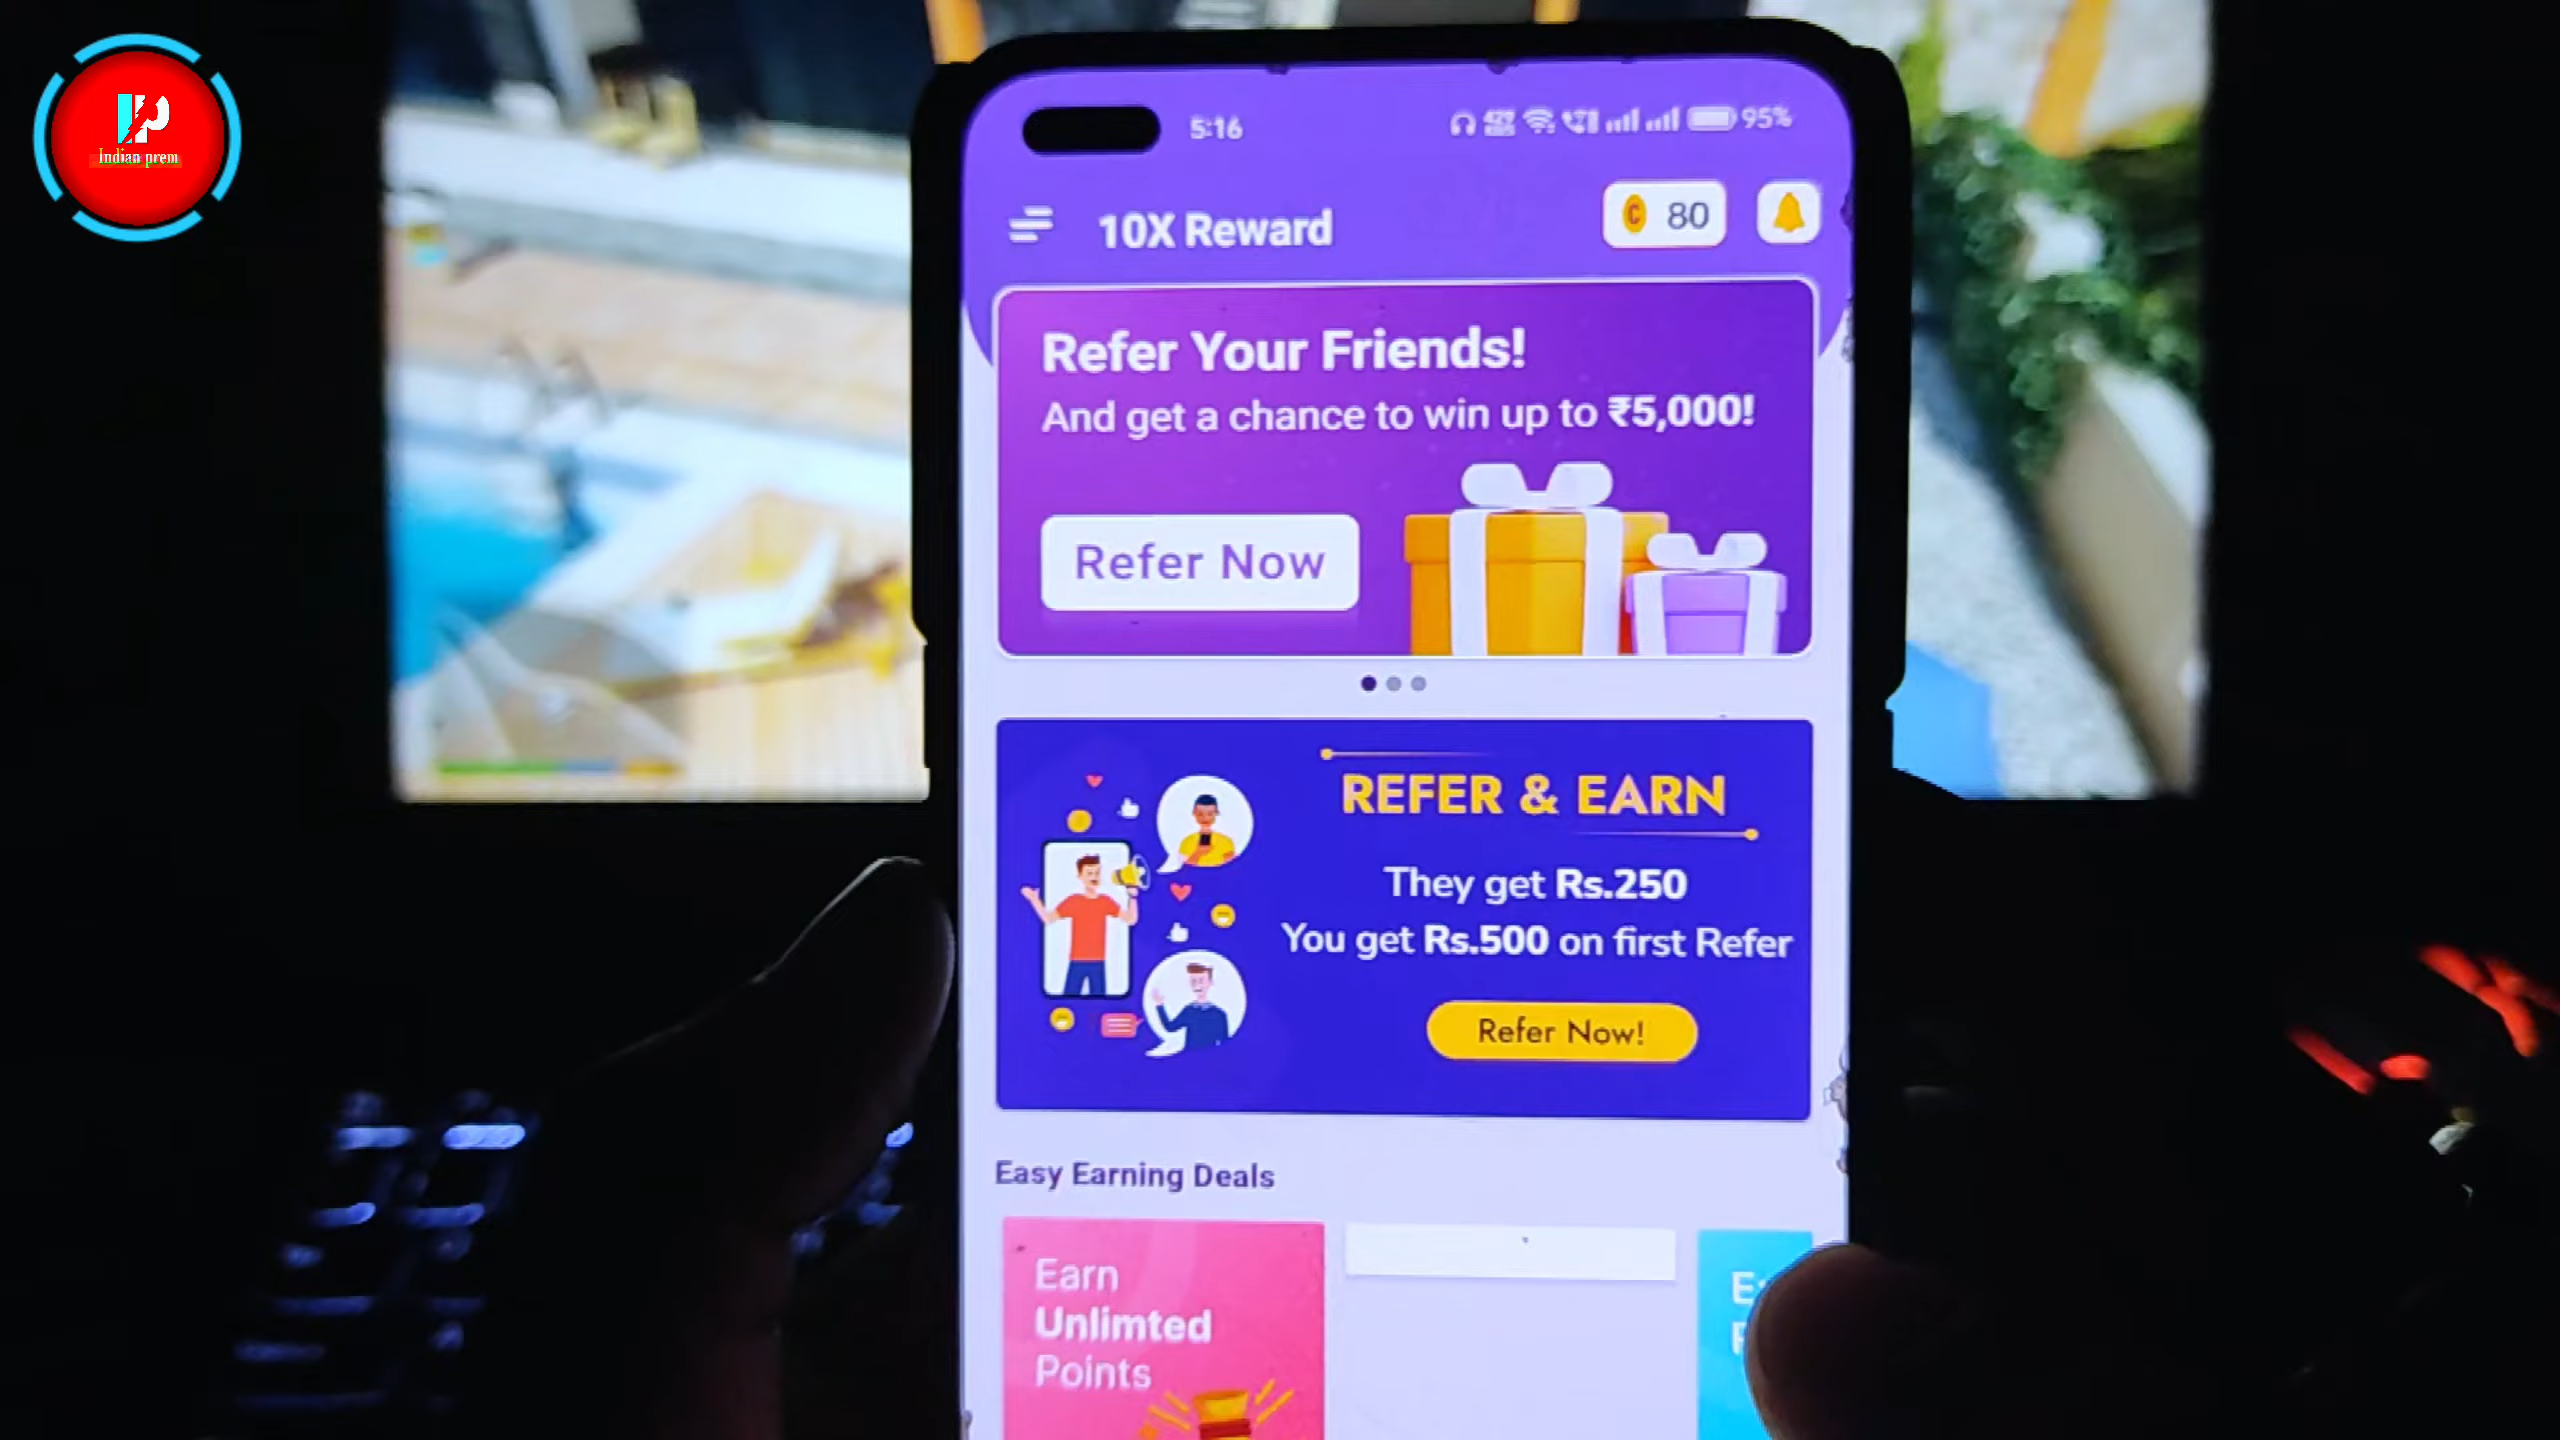 Indian prem
5:16
95%
10X Reward
80
Refer Your Friends!
And get a chance to win up to ₹5,000!
Refer Now
REFER & EARN
They get Rs.250
You get Rs.500 on first Refer
Refer Now!
Easy Earning Deals
Earn
Unlimted
Points